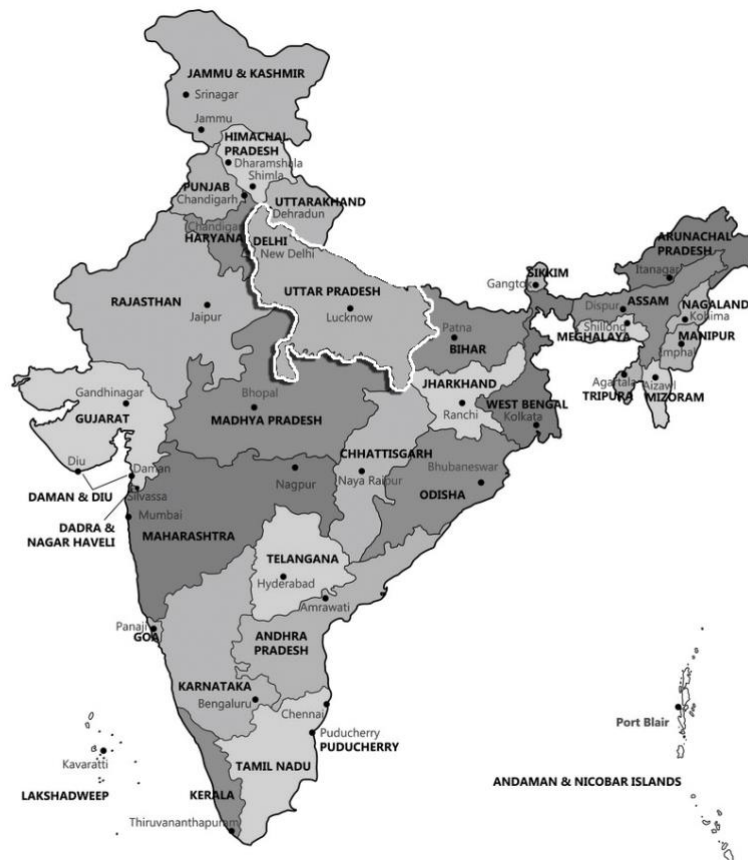 JAMMU & KASHMIR
Srinagar
Jammu
HIMACHAL
PRADESH
Dharamshala
Shimla
PUNJAB
Chandigarh
UTTARAKHAND
Dehradun
Chandigarh
HARYANA
DELHI
New Delhi
ARUNACHAL
PRADESH
Itanagar
SIKKIM
Gangtok
RAJASTHAN
Jaipur
UTTAR PRADESH
Lucknow
ASSAM
Dispur
NAGALAND
Kohima
Patna
BIHAR
Shillong
MEGHALAYA
MANIPUR
Imphal
Gandhinagar
GUJARAT
Bhopal
MADHYA PRADESH
JHARKHAND
Ranchi
WEST BENGAL
Kolkata
Agartala
TRIPURA
Aizawl
MIZORAM
Diu
Daman
DAMAN & DIU
Silvassa
DADRA &
NAGAR HAVELI
Mumbai
MAHARASHTRA
Nagpur
CHHATTISGARH
Naya Raipur
Bhubaneswar
ODISHA
TELANGANA
Hyderabad
Amrawati
Panaji
GOA
ANDHRA
PRADESH
KARNATAKA
Bengaluru
Chennai
Puducherry
PUDUCHERRY
Port Blair
Kavaratti
LAKSHADWEEP
KERALA
TAMIL NADU
Thiruvananthapuram
ANDAMAN & NICOBAR ISLANDS